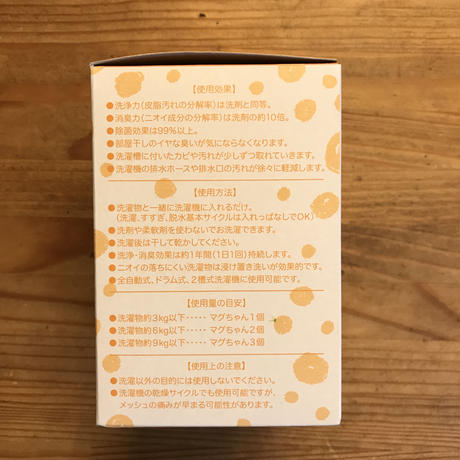 【使用効果】
●洗浄力（皮脂汚れの分解率）は洗剤と同等。
●消臭力（ニオイ成分の分解率）は洗剤の約10倍。
●除菌効果は99％以上。
●部屋干しのイヤな臭いが気にならなくなります。
●洗濯槽に付いたカビや汚れが少しずつ取れていきます。
●洗濯機の排水ホースや排水口の汚れが徐々に軽減します。
【使用方法】
●洗濯物と一緒に洗濯機に入れるだけ。
（洗濯、すすぎ、脱水基本サイクルは入れっぱなしでOK）
●洗剤や柔軟剤を使わないでお洗濯できます。
●洗濯後は干して乾かしてください。
●洗浄・消臭効果は約1年間（1日1回）持続します。
●ニオイの落ちにくい洗濯物は浸け置き洗いが効果的です。
●全自動式、ドラム式、2槽式洗濯機に使用可能です。
【使用量の目安】
●洗濯物約3kg以下‥‥‥マグちゃん1個
●洗濯物約6kg以下‥‥‥マグちゃん2個
●洗濯物約9kg以下‥‥‥マグちゃん3個
【使用上の注意】
●洗濯以外の目的には使用しないでください。
●洗濯機の乾燥サイクルでも使用可能ですが、
メッシュの痛みが早まる可能性があります。